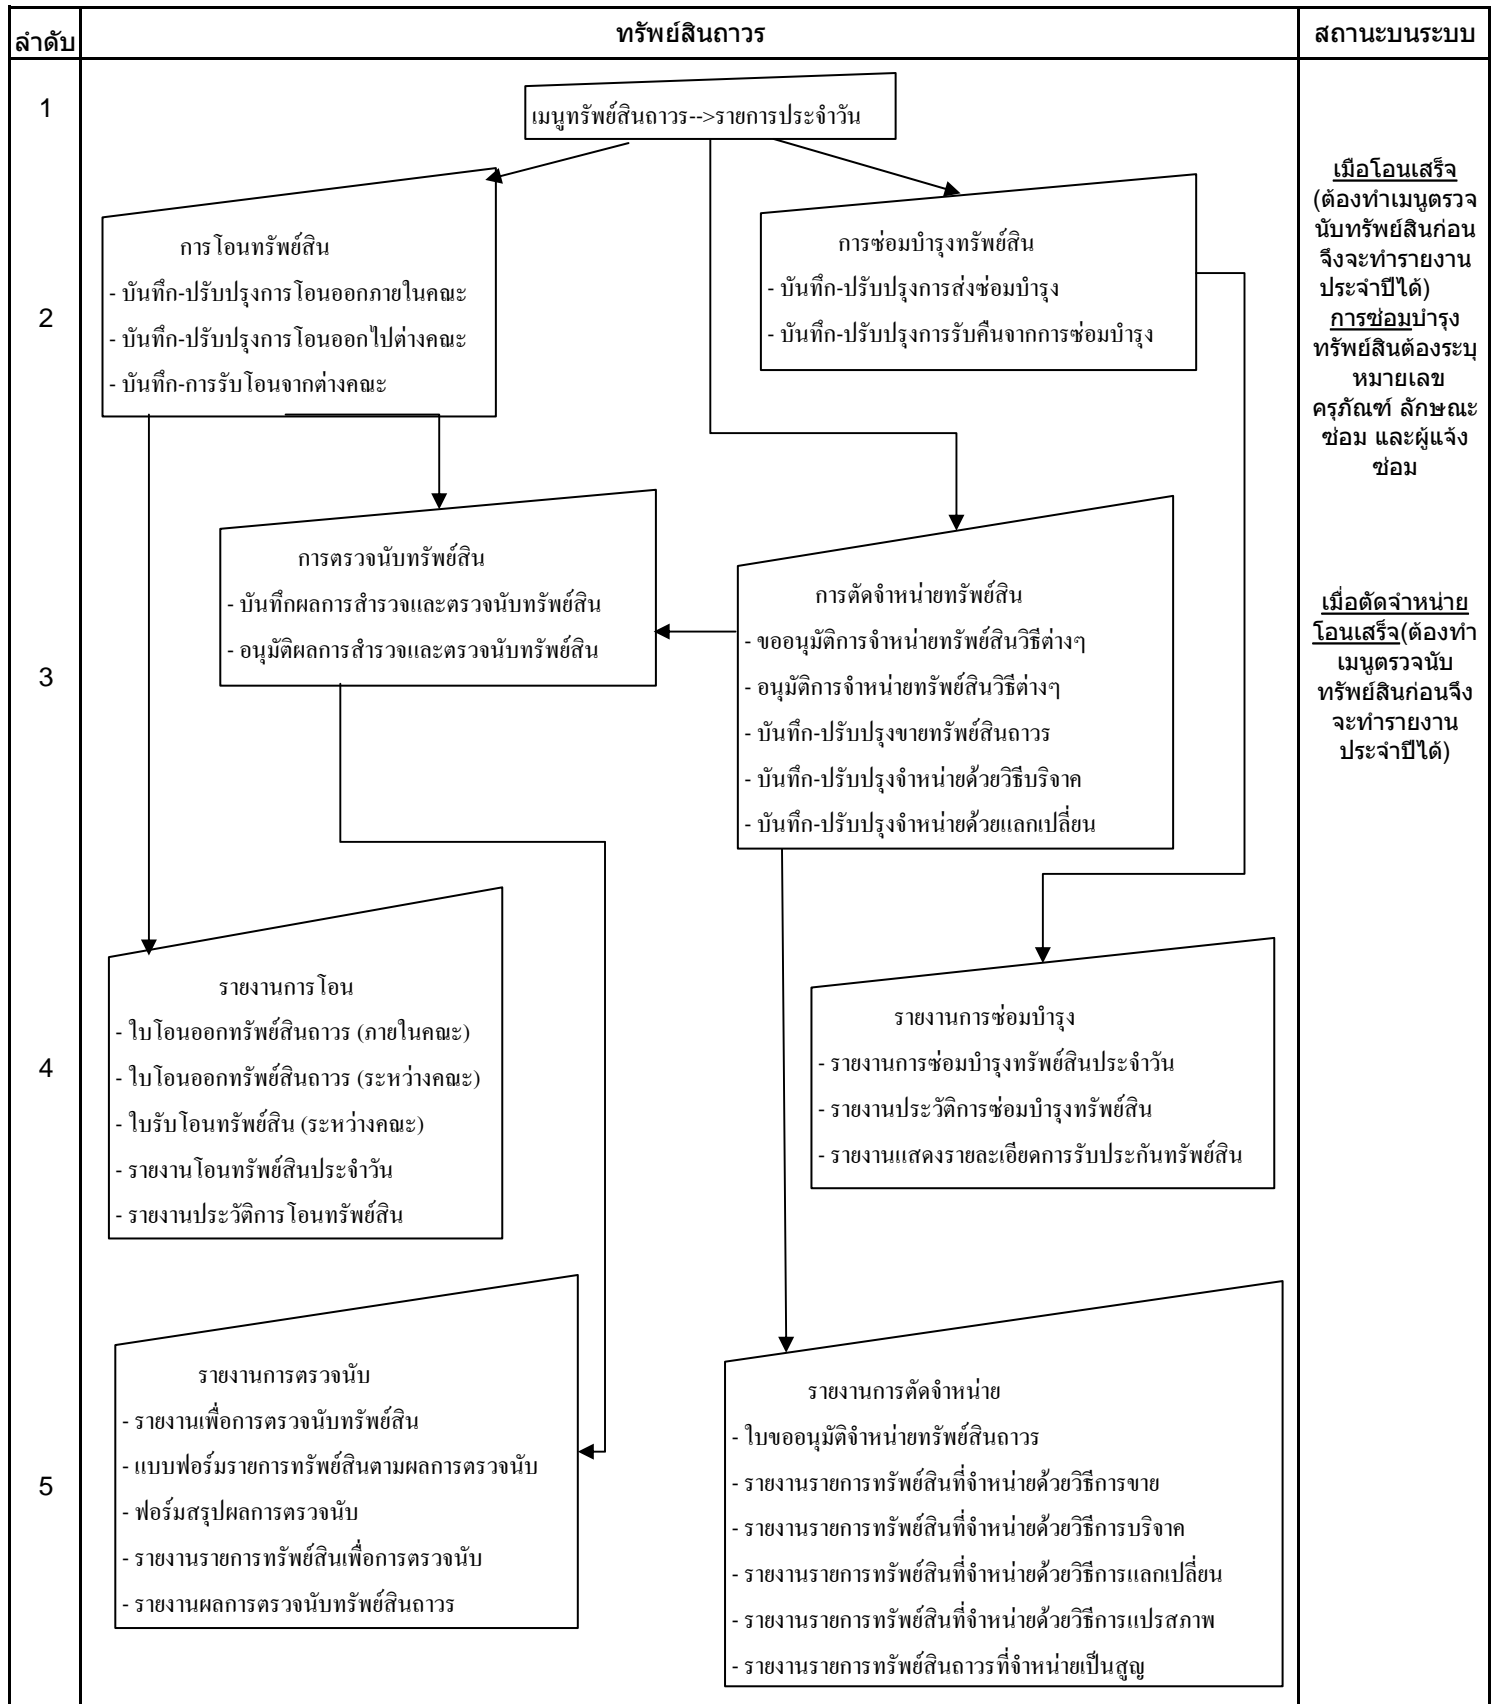 ลำดับ
ทรัพย์สินถาวร
สถานะบนระบบ
1
เมนูทรัพย์สินถาวร-->รายการประจำวัน
2
การโอนทรัพย์สิน
- บันทึก-ปรับปรุงการโอนออกภายในคณะ
- บันทึก-ปรับปรุงการโอนออกไปต่างคณะ
- บันทึก-การรับโอนจากต่างคณะ
การซ่อมบำรุงทรัพย์สิน
- บันทึก-ปรับปรุงการส่งซ่อมบำรุง
- บันทึก-ปรับปรุงการรับคืนจากการซ่อมบำรุง
เมือโอนเสร็จ
(ต้องทำเมนูตรวจ
นับทรัพย์สินก่อน
จึงจะทำรายงาน
ประจำปีได้)
การซ่อมบำรุง
ทรัพย์สินต้องระบุ
หมายเลข
ครุภัณฑ์ ลักษณะ
ซ่อม และผู้แจ้ง
ซ่อม
3
การตรวจนับทรัพย์สิน
- บันทึกผลการสำรวจและตรวจนับทรัพย์สิน
- อนุมัติผลการสำรวจและตรวจนับทรัพย์สิน
การตัดจำหน่ายทรัพย์สิน
- ขออนุมัติการจำหน่ายทรัพย์สินวิธีต่างๆ
- อนุมัติการจำหน่ายทรัพย์สินวิธีต่างๆ
- บันทึก-ปรับปรุงขายทรัพย์สินถาวร
- บันทึก-ปรับปรุงจำหน่ายด้วยวิธีบริจาค
- บันทึก-ปรับปรุงจำหน่ายด้วยแลกเปลี่ยน
เมื่อตัดจำหน่าย
โอนเสร็จ(ต้องทำ
เมนูตรวจนับ
ทรัพย์สินก่อนจึง
จะทำรายงาน
ประจำปีได้)
4
รายงานการโอน
- ใบโอนออกทรัพย์สินถาวร (ภายในคณะ)
- ใบโอนออกทรัพย์สินถาวร (ระหว่างคณะ)
- ใบรับโอนทรัพย์สิน (ระหว่างคณะ)
- รายงานโอนทรัพย์สินประจำวัน
- รายงานประวัติการโอนทรัพย์สิน
รายงานการซ่อมบำรุง
- รายงานการซ่อมบำรุงทรัพย์สินประจำวัน
- รายงานประวัติการซ่อมบำรุงทรัพย์สิน
- รายงานแสดงรายละเอียดการรับประกันทรัพย์สิน
5
รายงานการตรวจนับ
- รายงานเพื่อการตรวจนับทรัพย์สิน
- แบบฟอร์มรายการทรัพย์สินตามผลการตรวจนับ
- ฟอร์มสรุปผลการตรวจนับ
- รายงานรายการทรัพย์สินเพื่อการตรวจนับ
- รายงานผลการตรวจนับทรัพย์สินถาวร
รายงานการตัดจำหน่าย
- ใบขออนุมัติจำหน่ายทรัพย์สินถาวร
- รายงานรายการทรัพย์สินที่จำหน่ายด้วยวิธีการขาย
- รายงานรายการทรัพย์สินที่จำหน่ายด้วยวิธีการบริจาค
- รายงานรายการทรัพย์สินที่จำหน่ายด้วยวิธีการแลกเปลี่ยน
- รายงานรายการทรัพย์สินที่จำหน่ายด้วยวิธีการแปรสภาพ
- รายงานรายการทรัพย์สินถาวรที่จำหน่ายเป็นสูญ